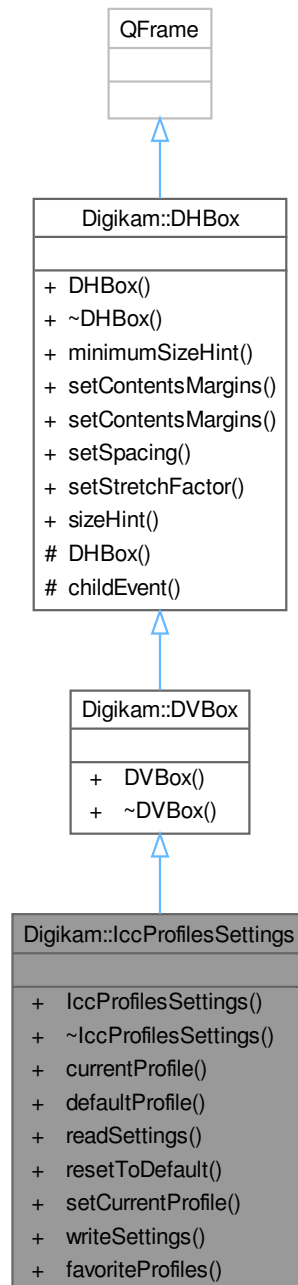 QFrame
Digikam::DHBox
+ DHBox()
+ ~DHBox()
+ minimumSizeHint()
+ setContentsMargins()
+ setContentsMargins()
+ setSpacing()
+ setStretchFactor()
+ sizeHint()
# DHBox()
# childEvent()
Digikam::DVBox
+ DVBox()
+ ~DVBox()
Digikam::IccProfilesSettings
+ IccProfilesSettings()
+ ~IccProfilesSettings()
+ currentProfile()
+ defaultProfile()
+ readSettings()
+ resetToDefault()
+ setCurrentProfile()
+ writeSettings()
+ favoriteProfiles()